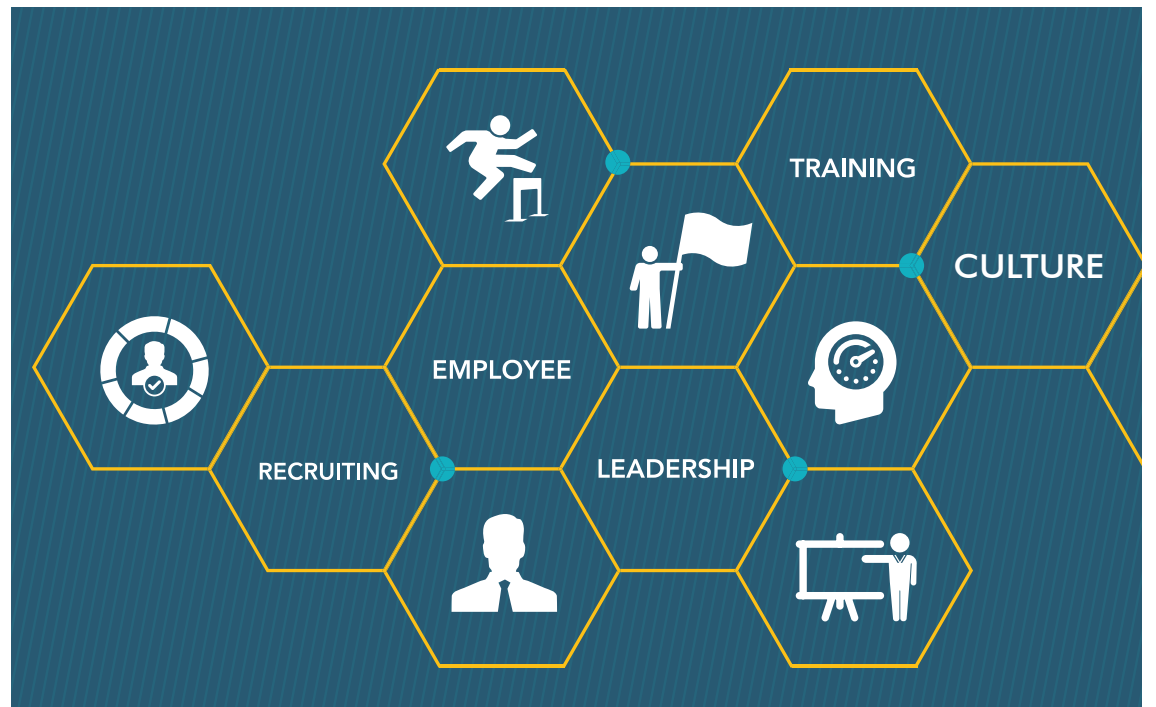 TRAINING
CULTURE
EMPLOYEE
LEADERSHIP
RECRUITING